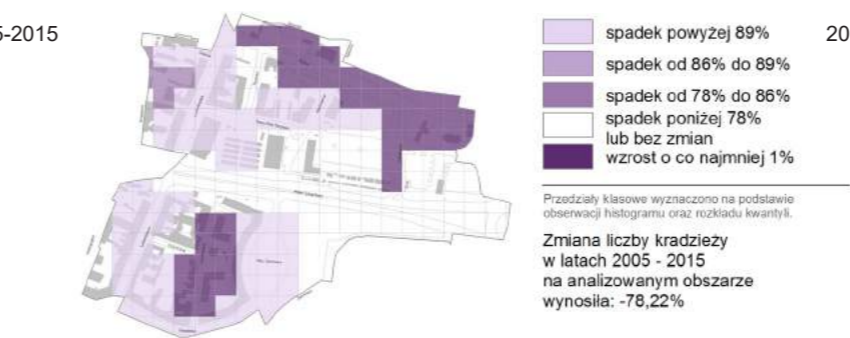 5-2015
20
spadek powyżej 89%
spadek od 86% do 89%
spadek od 78% do 86%
spadek poniżej 78%
lub bez zmian
wzrost o co najmniej 1%
Przedziały klasowe wyznaczono na podstawie
obserwacji histogramu oraz rozkładu kwantyli.
Zmiana liczby kradzieży
w latach 2005 - 2015
na analizowanym obszarze
wynosiła: -78,22%